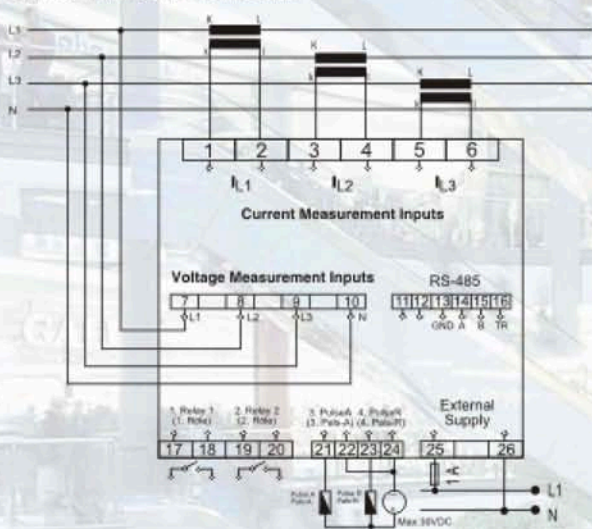 L1
K L
L2
K L
k l
L3
K L
k l
N
k l
1 2 3 4 5 6
IL1 IL2 IL3
Current Measurement Inputs
Voltage Measurement Inputs
RS-485
7 8 9 10
11 12 13 14 15 16
L1 L2 L3 N
GND A B TR
1. Relay 1 2. Relay 2 3. Pulse/A 4. Pulse/R
(1. Röle) (2. Röle) (3. Pals-A) (4. Pals/R)
External
Supply
17 18 19 20 21 22 23 24 25 26
1 A
L1
N
Max.30VDC